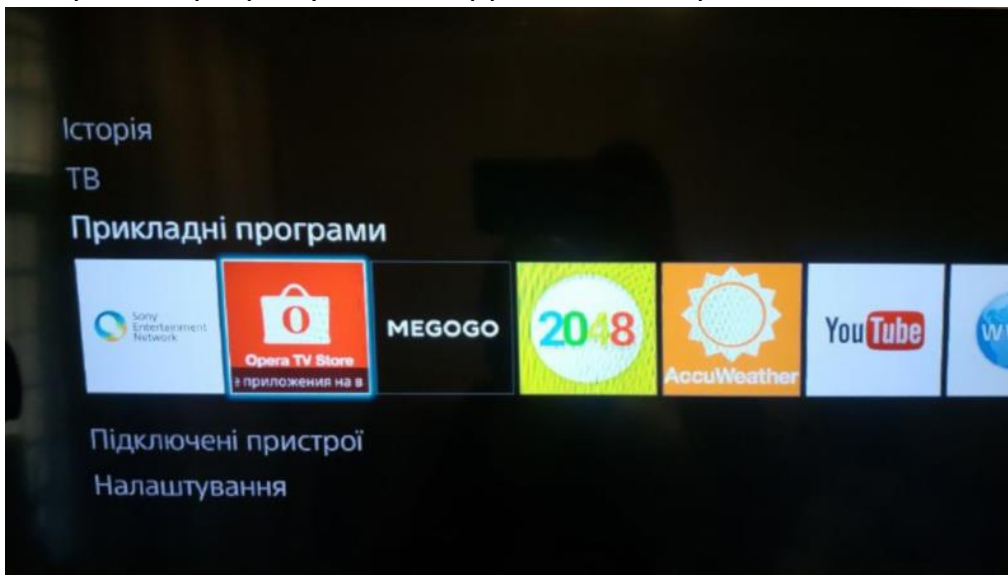 Історія
ТВ
Прикладні програми
Sony
Entertainment
Network
O
Opera TV Store
е приложения на в
MEGOGO
2048
AccuWeather
YouTube
W
Підключені пристрої
Налаштування